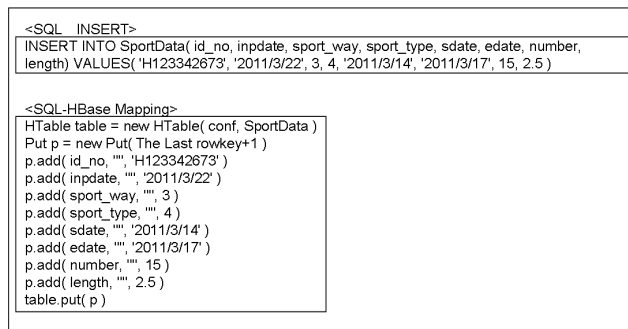 <SQL INSERT>
INSERT INTO SportData( id_no, inpdate, sport_way, sport_type, sdate, edate, number,
length) VALUES( 'H123342673', '2011/3/22', 3, 4, '2011/3/14', '2011/3/17', 15, 2.5 )
<SQL-HBase Mapping>
HTable table = new HTable( conf, SportData )
Put p = new Put( The Last rowkey+1 )
p.add( id_no, "", 'H123342673' )
p.add( inpdate, "", '2011/3/22' )
p.add( sport_way, "", 3 )
p.add( sport_type, "", 4 )
p.add( sdate, "", '2011/3/14' )
p.add( edate, "", '2011/3/17' )
p.add( number, "", 15 )
p.add( length, "", 2.5 )
table.put( p )